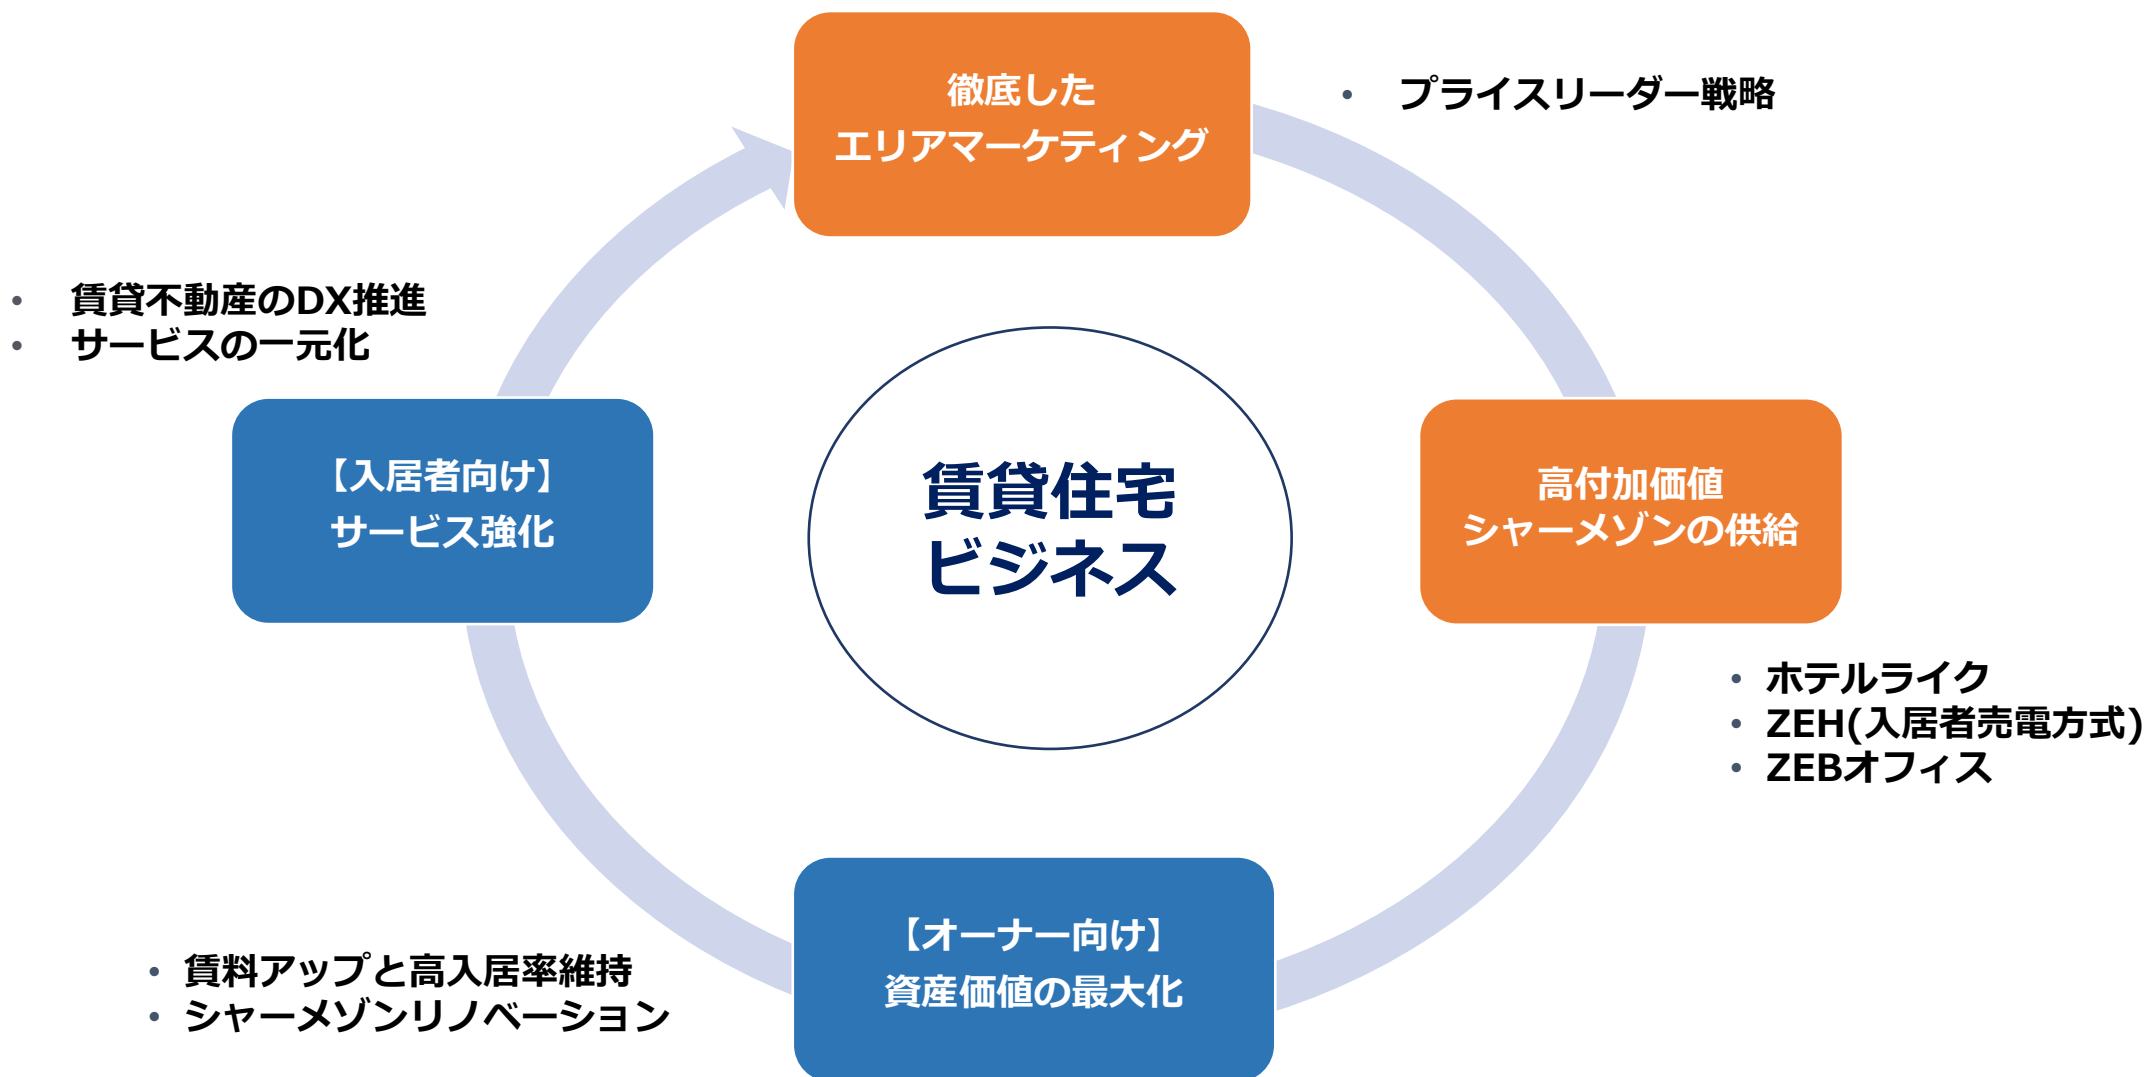 徹底した
エリアマーケティング
• プライスリーダー戦略
• 賃貸不動産のDX推進
• サービスの一元化
【入居者向け】
サービス強化
賃貸住宅
ビジネス
高付加価値
シャーメゾンの供給
• ホテルライク
• ZEH(入居者売電方式)
• ZEBオフィス
【オーナー向け】
資産価値の最大化
• 賃料アップと高入居率維持
• シャーメゾンリノベーション